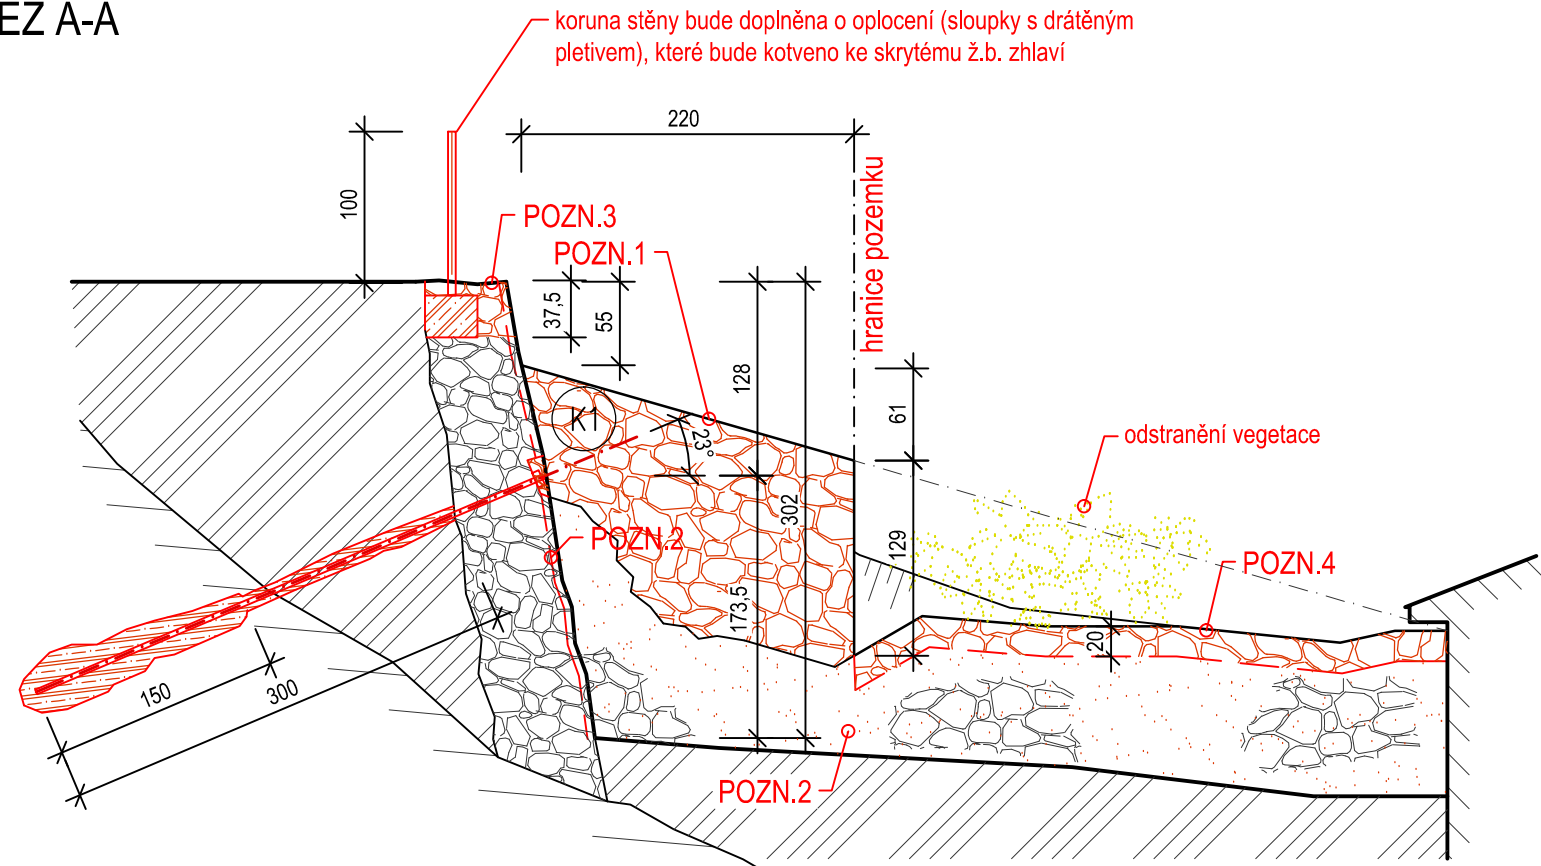 EZ A-A
koruna stěny bude doplněna o oplocení (sloupky s drátěným
pletivem), které bude kotveno ke skrytému ž.b. zhlaví
220
100
hranice pozemku
POZN.3
POZN.1
37,5
55
128
61
K1
23°
odstranění vegetace
302
129
POZN.2
POZN.4
173,5
20
150
300
POZN.2